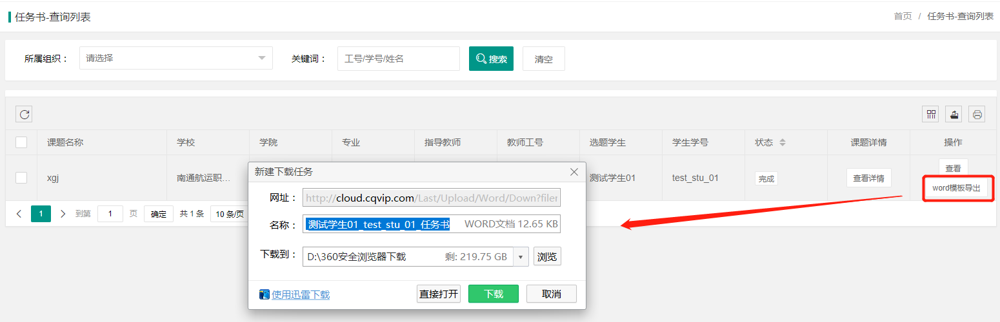 任务书-查询列表
首页 / 任务书-查询列表
所属组织： 请选择 关键词： 工号/学号/姓名 搜索 清空
课题名称 学校 学院 专业 指导教师 教师工号 选题学生 学生学号 状态 课题详情 操作
xgj 南通航运职... 测试学生01 test_stu_01 完成 查看详情 查看
word模板导出
1 到第 1 页 确定 共 1 条 10 条/页
新建下载任务
网址： http://cloud.cqvip.com/Last/Upload/Word/Down?filer
名称： 测试学生01_test_stu_01_任务书 WORD文档 12.65 KB
下载到： D:\360安全浏览器下载 剩: 219.75 GB 浏览
使用迅雷下载 直接打开 下载 取消